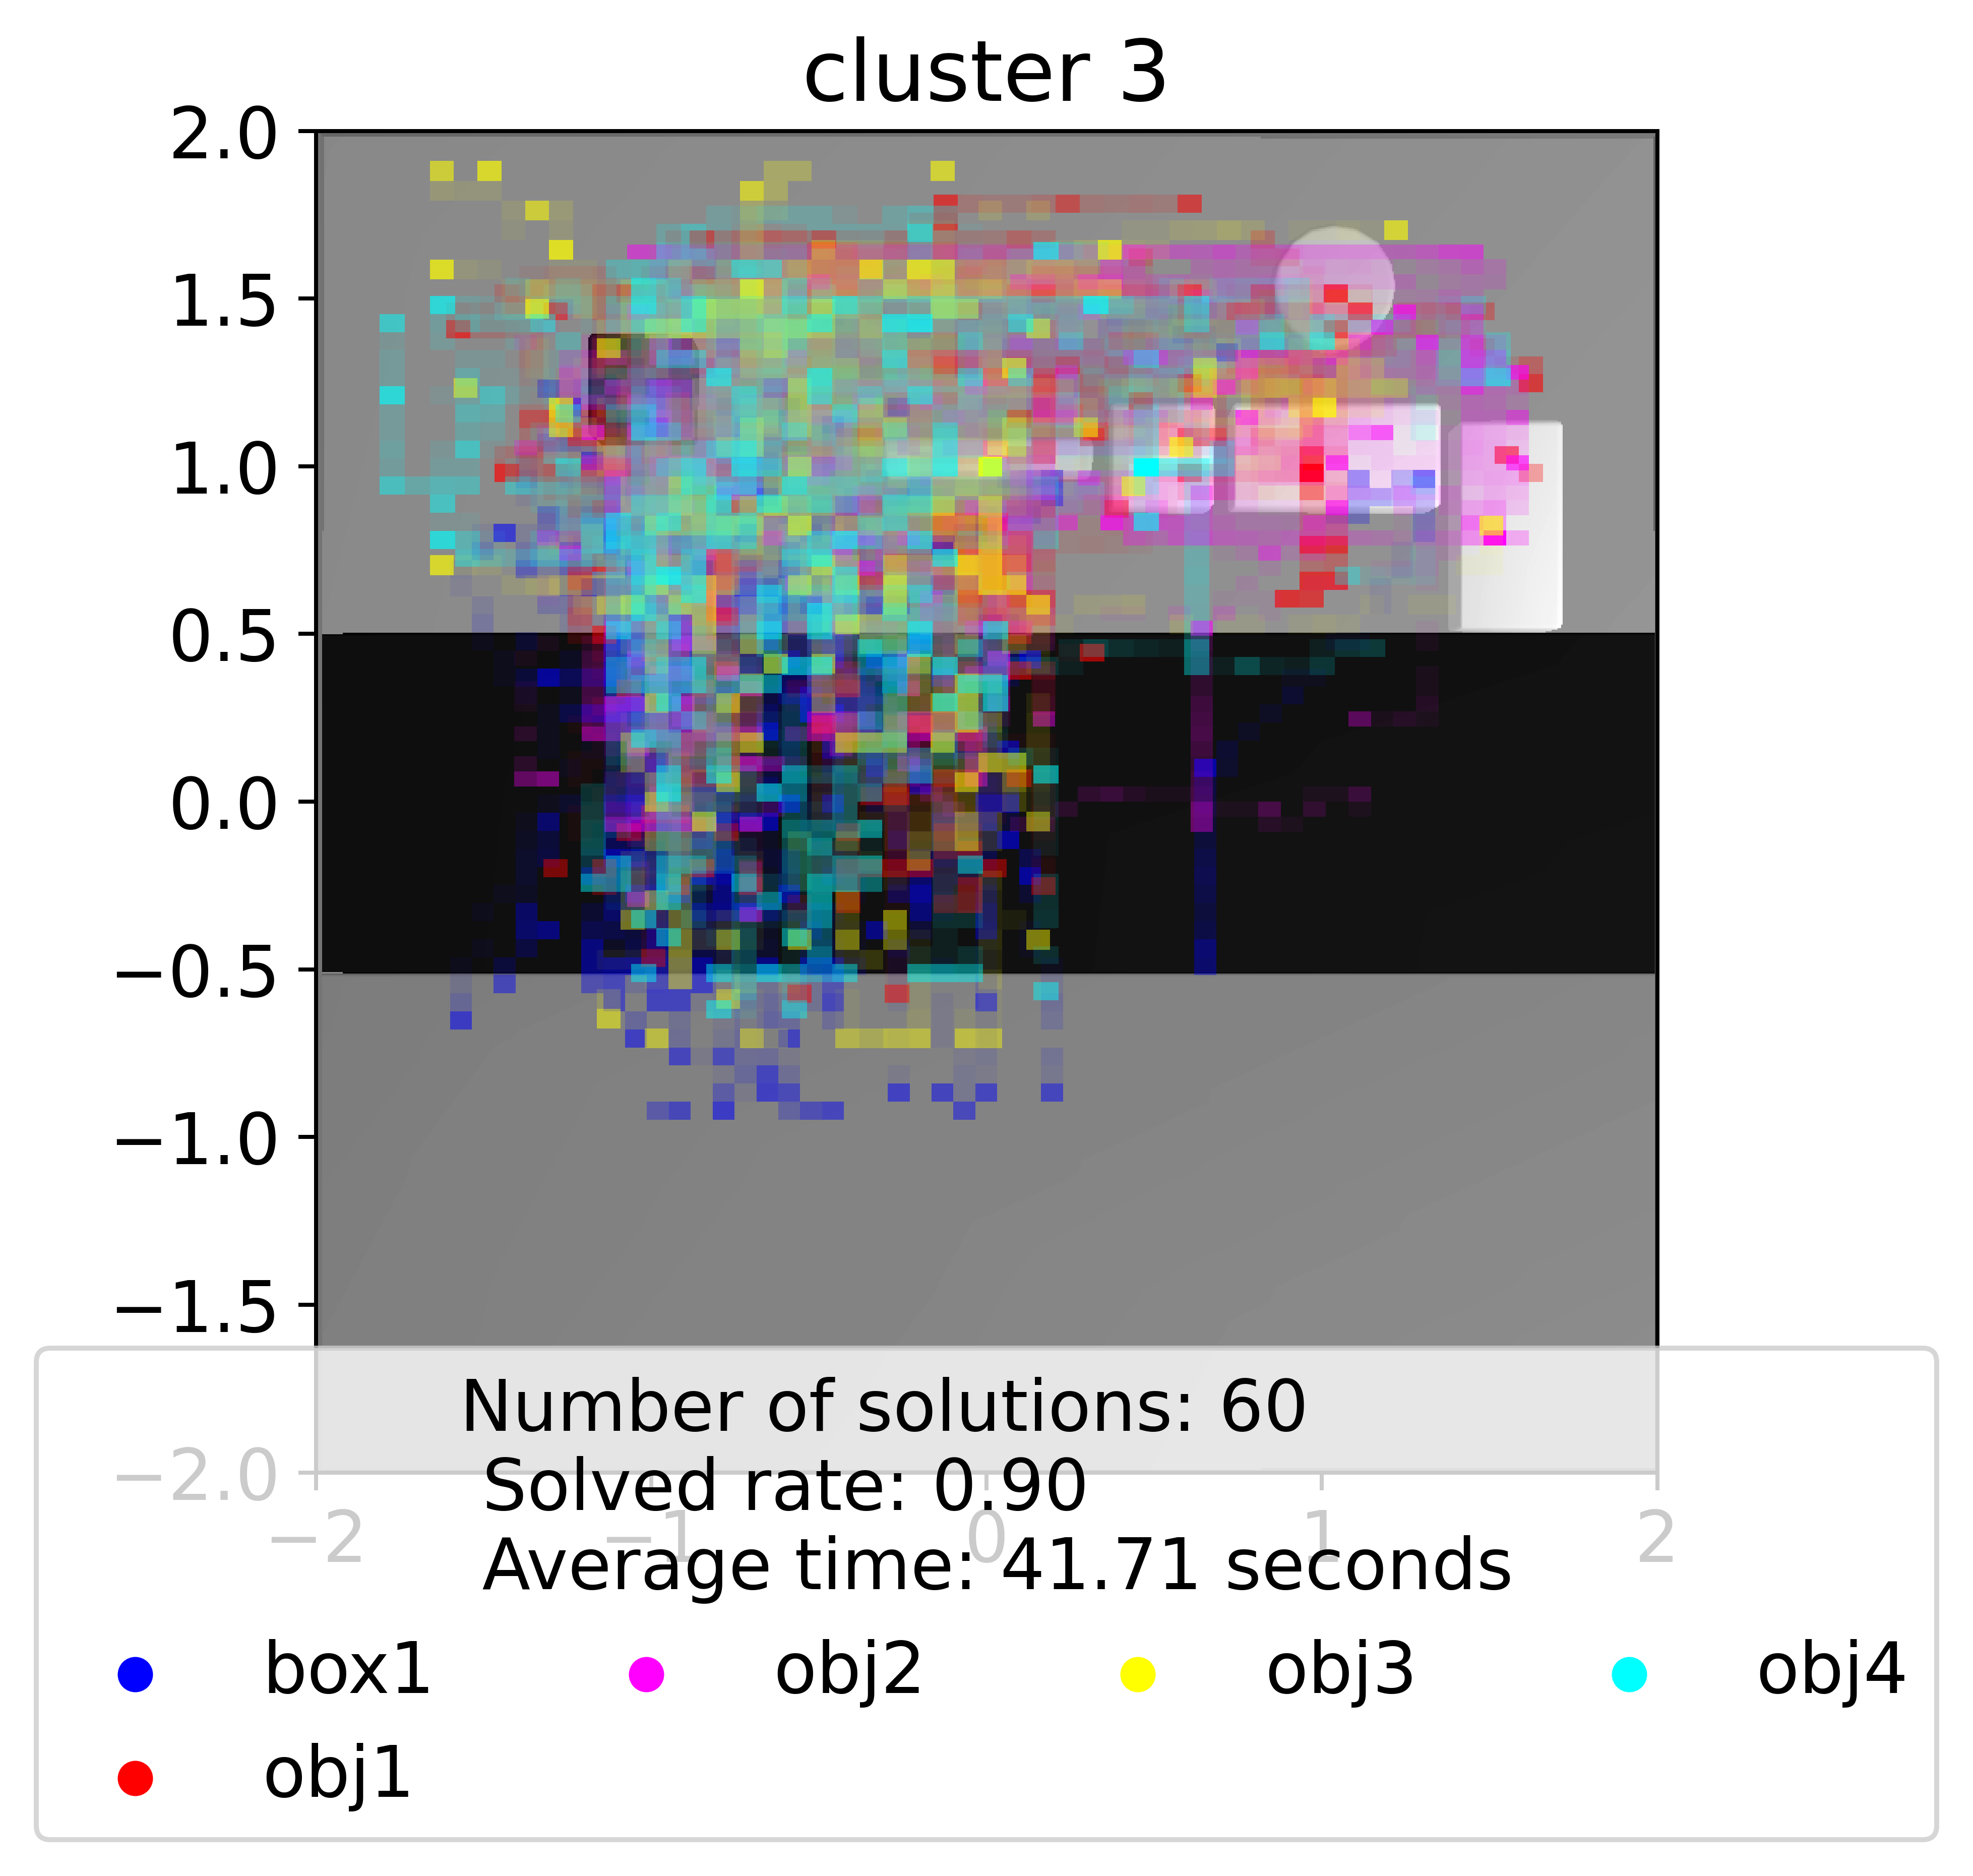 cluster 3
2.0
1.5
1.0
0.5
0.0
−0.5
−1.0
−1.5
−2.0
−2 −1 0 1 2
Number of solutions: 60
Solved rate: 0.90
Average time: 41.71 seconds
box1 obj2 obj3 obj4
obj1